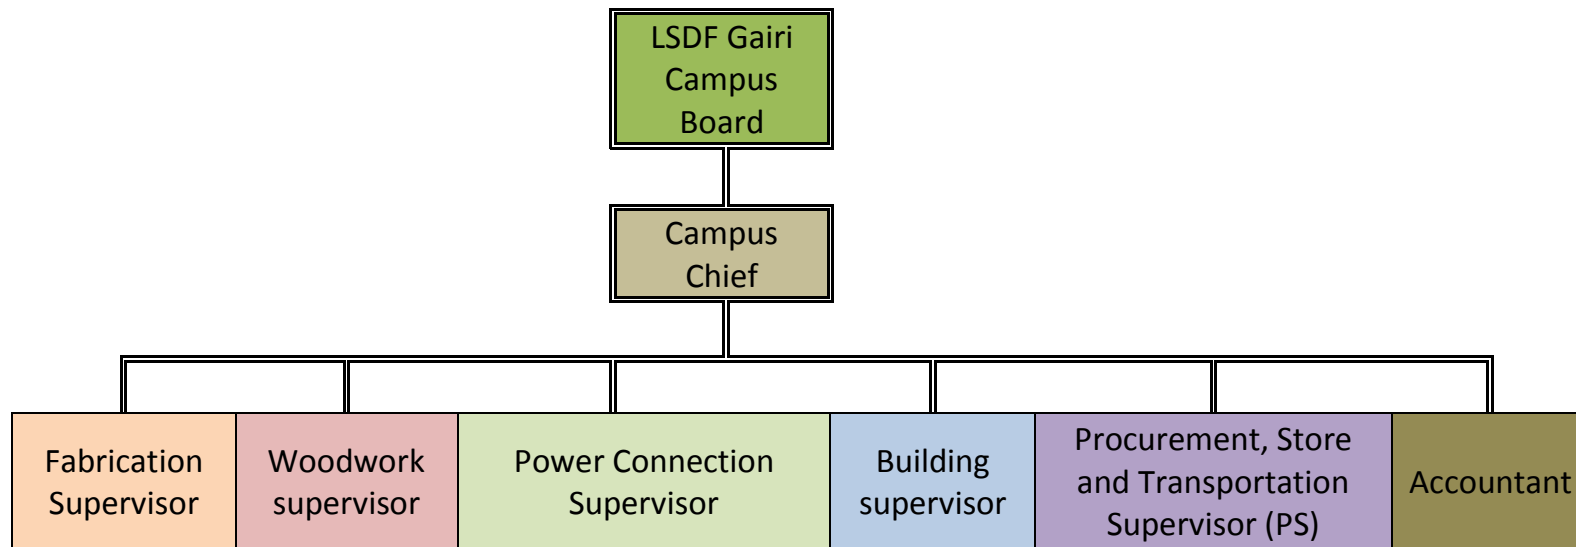 LSDF Gairi
Campus
Board
Campus
Chief
Fabrication
Supervisor
Woodwork
supervisor
Power Connection
Supervisor
Building
supervisor
Procurement, Store
and Transportation
Supervisor (PS)
Accountant